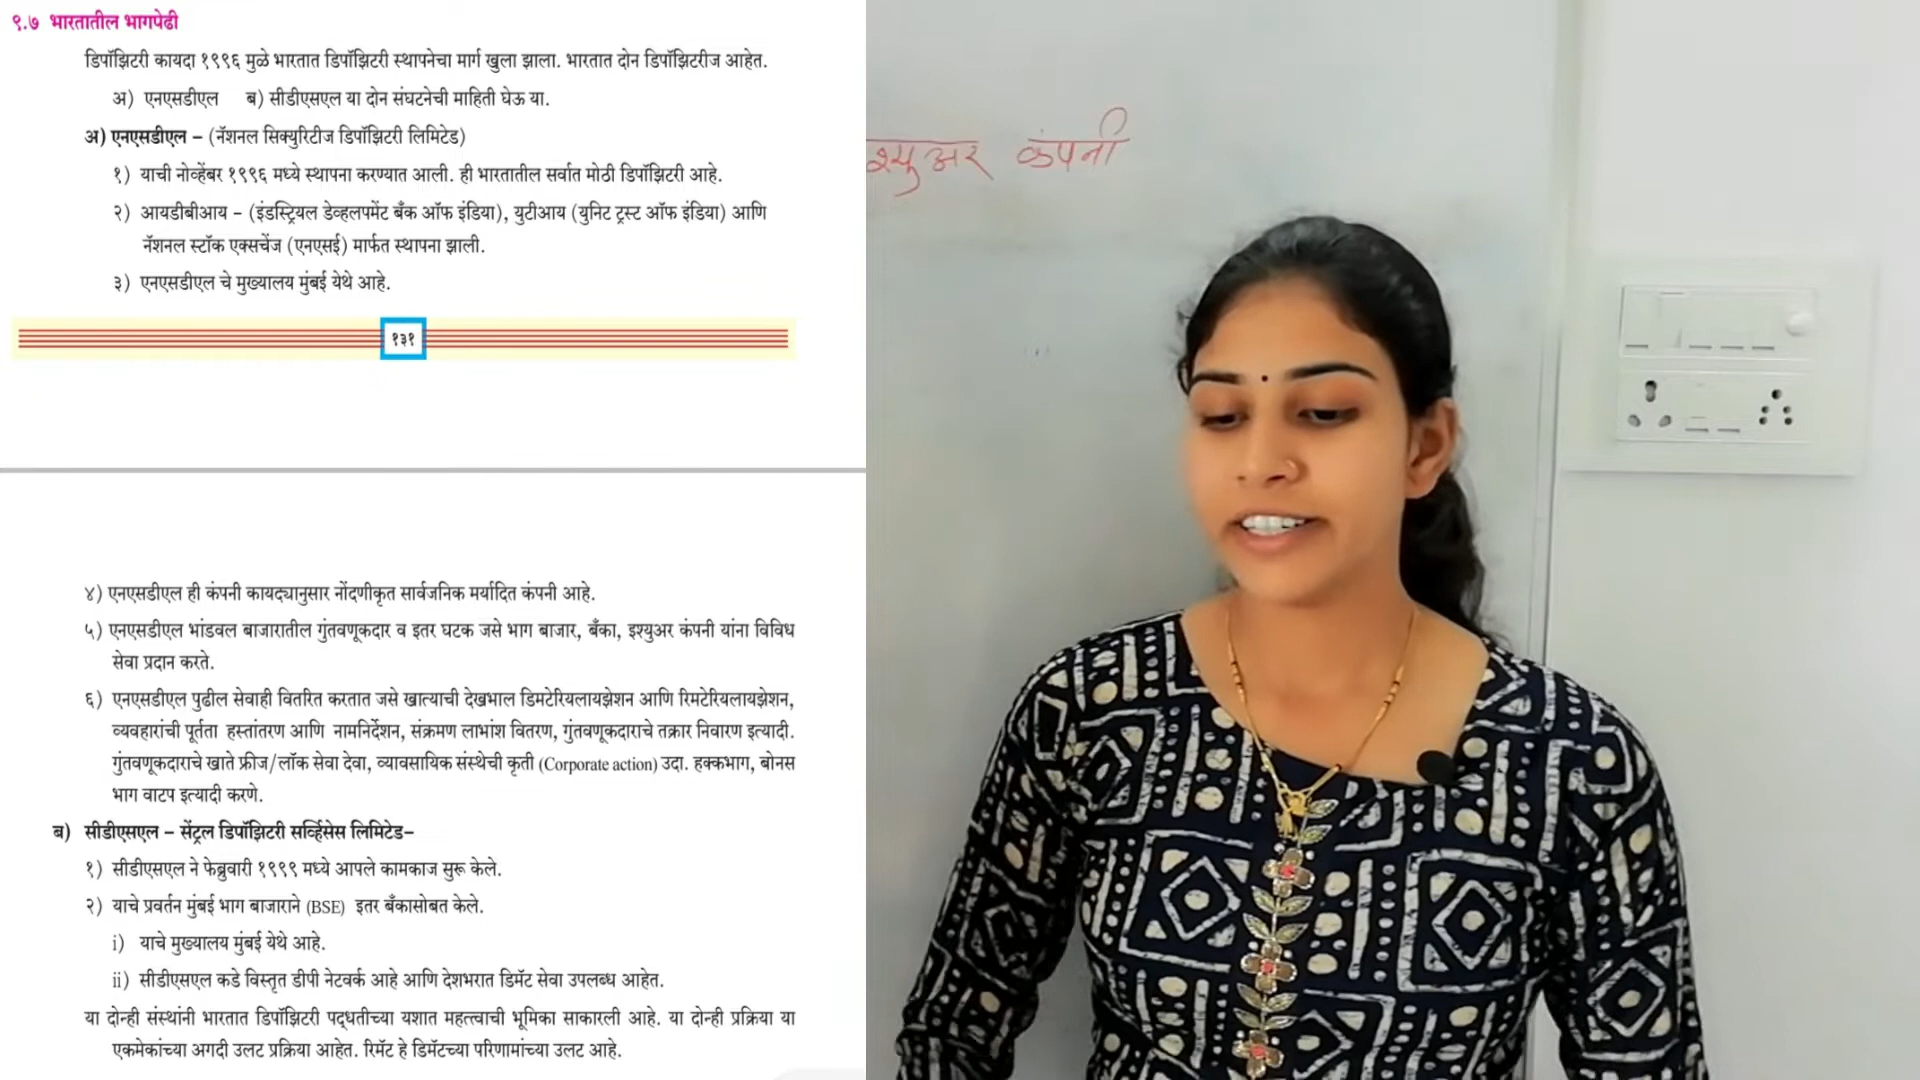 ९.७ भारतातील भागपेढी
डिपॉझिटरी कायदा १९९६ मुळे भारतात डिपॉझिटरी स्थापनेचा मार्ग खुला झाला. भारतात दोन डिपॉझिटरीज आहेत.
अ) एनएसडीएल ब) सीडीएसएल या दोन संघटनेची माहिती घेऊ या.
अ) एनएसडीएल – (नॅशनल सिक्युरिटीज डिपॉझिटरी लिमिटेड)
१) याची नोव्हेंबर १९९६ मध्ये स्थापना करण्यात आली. ही भारतातील सर्वात मोठी डिपॉझिटरी आहे.
२) आयडीबीआय – (इंडस्ट्रियल डेव्हलपमेंट बँक ऑफ इंडिया), युटीआय (युनिट ट्रस्ट ऑफ इंडिया) आणि
नॅशनल स्टॉक एक्सचेंज (एनएसई) मार्फत स्थापना झाली.
३) एनएसडीएल चे मुख्यालय मुंबई येथे आहे.
१३१
४) एनएसडीएल ही कंपनी कायद्यानुसार नोंदणीकृत सार्वजनिक मर्यादित कंपनी आहे.
५) एनएसडीएल भांडवल बाजारातील गुंतवणूकदार व इतर घटक जसे भाग बाजार, बँका, इश्युअर कंपनी यांना विविध
सेवा प्रदान करते.
६) एनएसडीएल पुढील सेवाही वितरित करतात जसे खात्याची देखभाल डिमटेरियलायझेशन आणि रिमटेरियलायझेशन,
व्यवहारांची पूर्तता हस्तांतरण आणि नामनिर्देशन, संक्रमण लाभांश वितरण, गुंतवणूकदाराचे तक्रार निवारण इत्यादी.
गुंतवणूकदाराचे खाते फ्रीज/लॉक सेवा देवा, व्यावसायिक संस्थेची कृती (Corporate action) उदा. हक्कभाग, बोनस
भाग वाटप इत्यादी करणे.
ब) सीडीएसएल – सेंट्रल डिपॉझिटरी सर्व्हिसेस लिमिटेड–
१) सीडीएसएल ने फेब्रुवारी १९९९ मध्ये आपले कामकाज सुरू केले.
२) याचे प्रवर्तन मुंबई भाग बाजाराने (BSE) इतर बँकासोबत केले.
i) याचे मुख्यालय मुंबई येथे आहे.
ii) सीडीएसएल कडे विस्तृत डीपी नेटवर्क आहे आणि देशभरात डिमॅट सेवा उपलब्ध आहेत.
या दोन्ही संस्थांनी भारतात डिपॉझिटरी पद्धतीच्या यशात महत्त्वाची भूमिका साकारली आहे. या दोन्ही प्रक्रिया या
एकमेकांच्या अगदी उलट प्रक्रिया आहेत. रिमॅट हे डिमॅटच्या परिणामांच्या उलट आहे.
श्युअर कंपनी